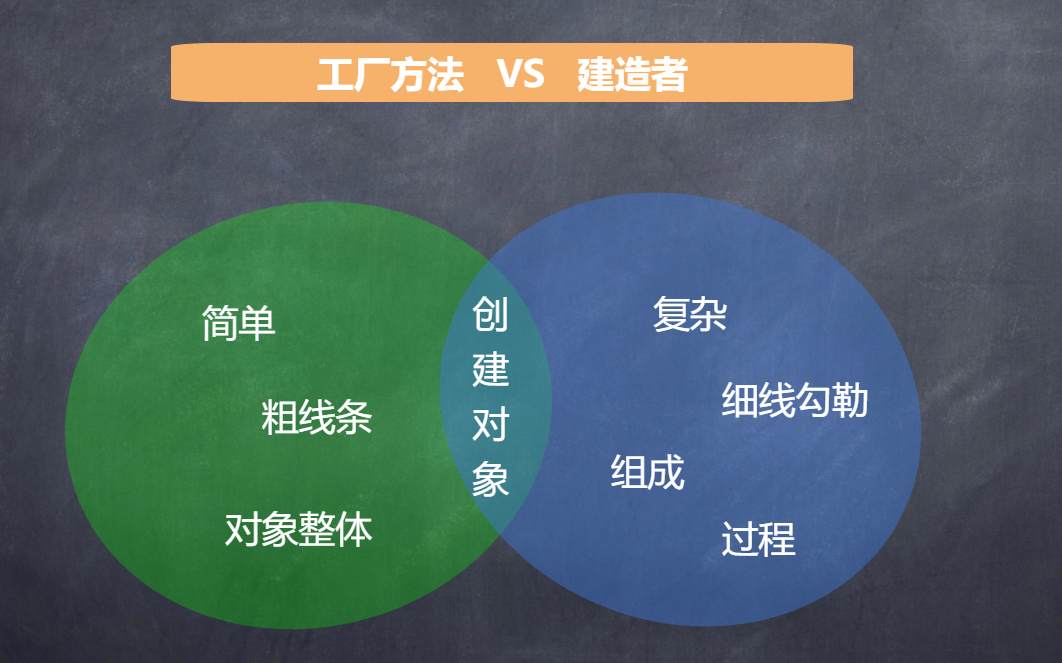 工厂方法 VS 建造者
简单
粗线条
对象整体
创
建
对
象
复杂
细线勾勒
组成
过程